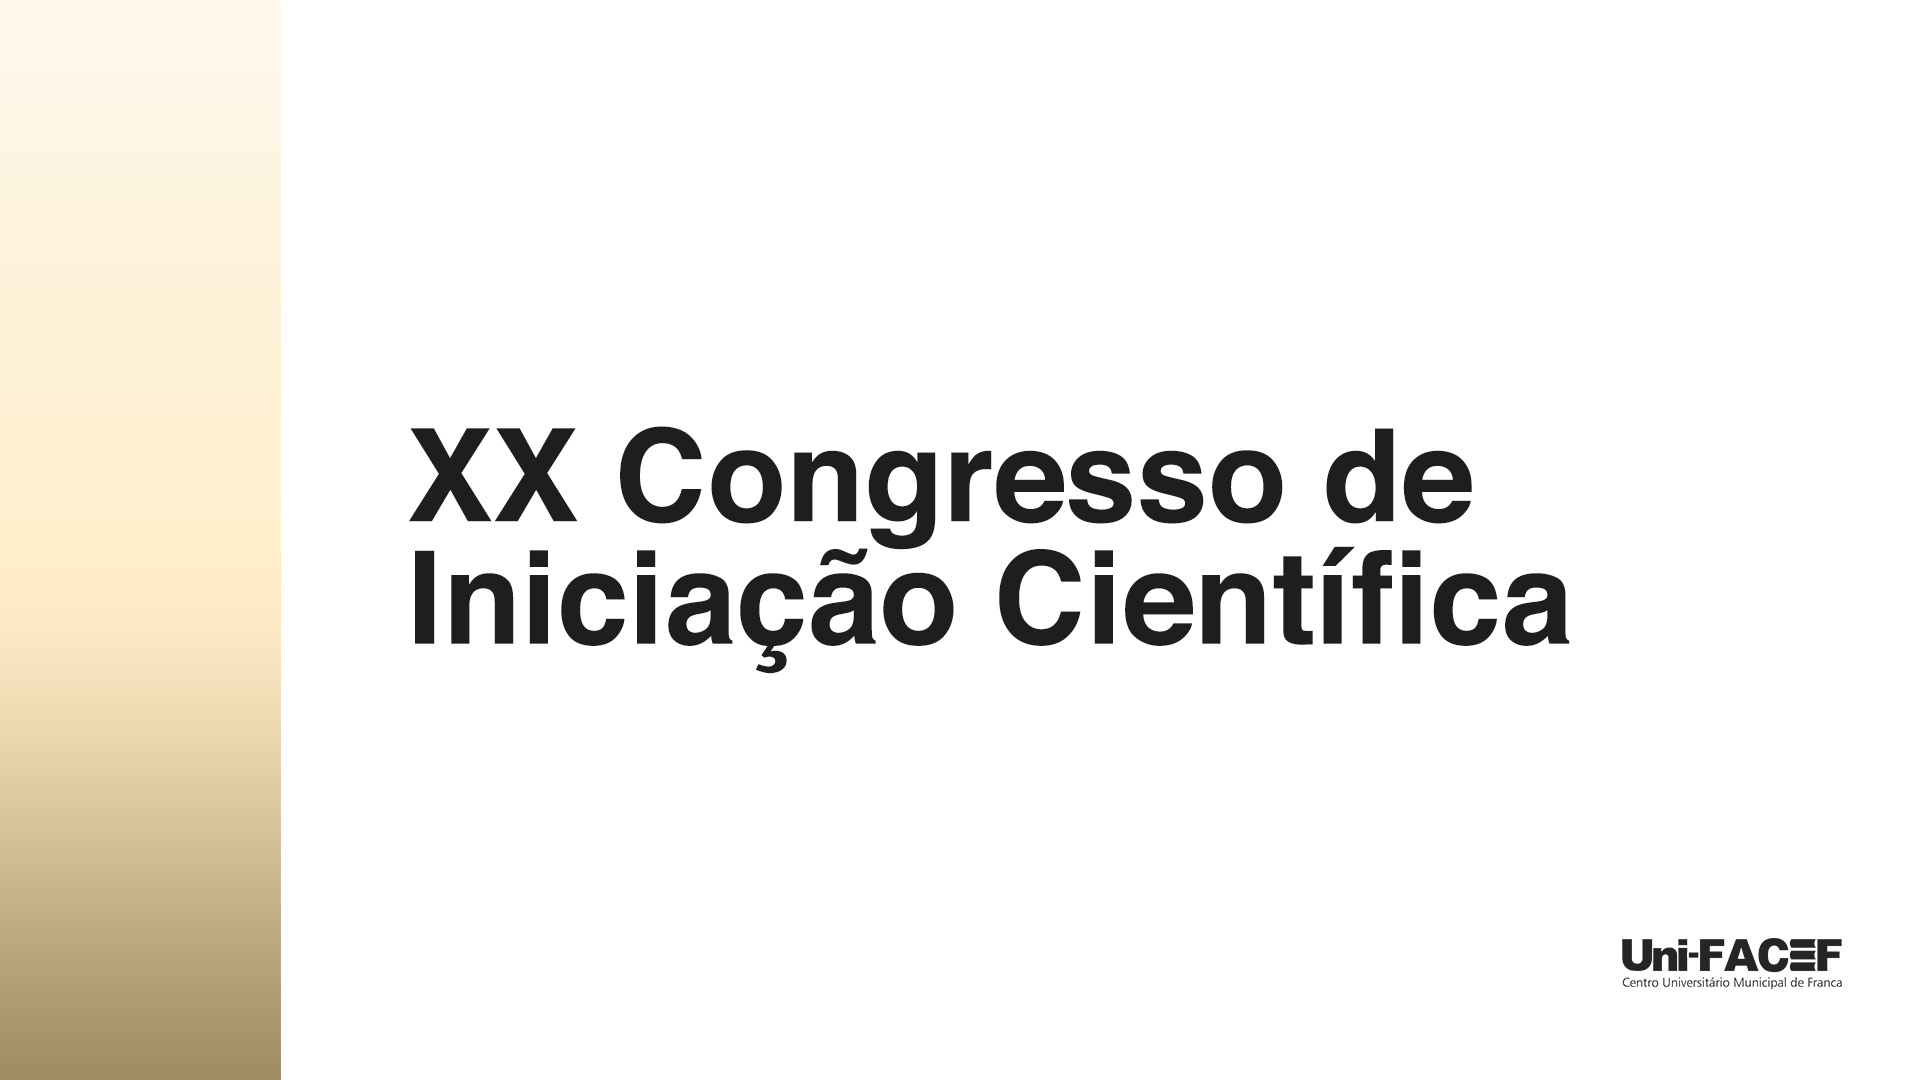 XX Congresso de
Iniciação Científica
Uni-FACEF
Centro Universitário Municipal de Franca